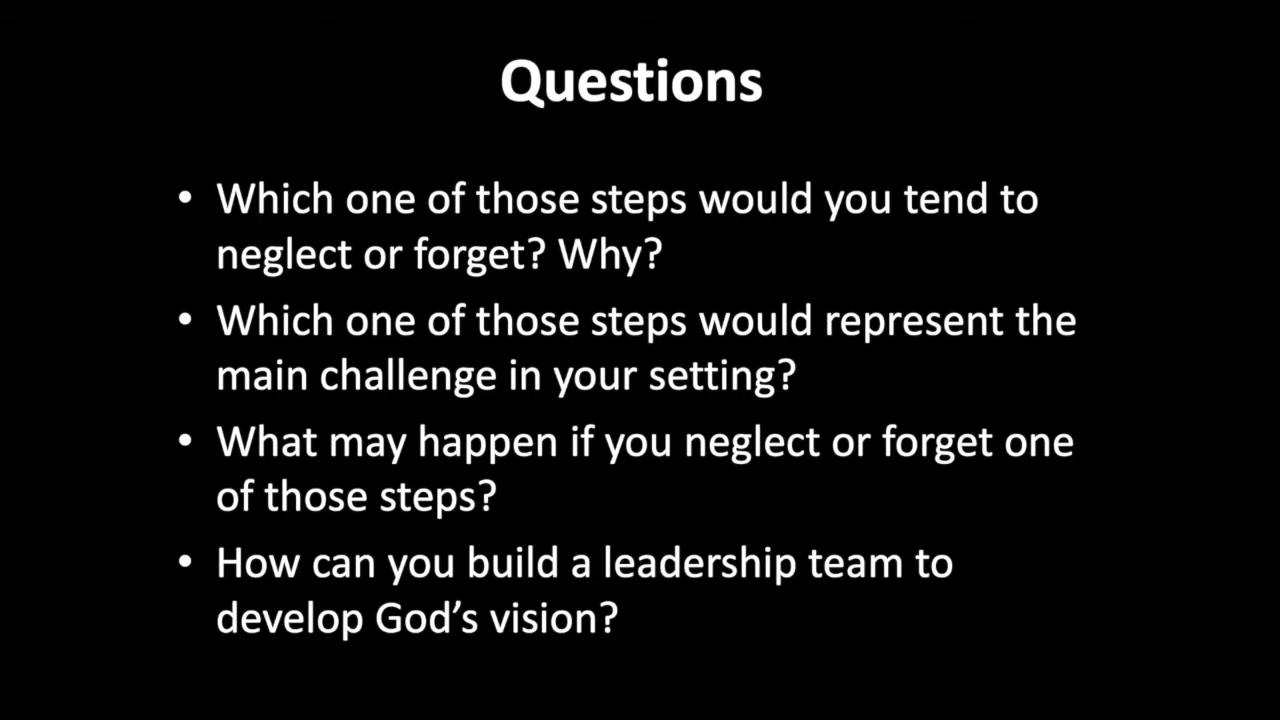 Questions
• Which one of those steps would you tend to
neglect or forget? Why?
• Which one of those steps would represent the
main challenge in your setting?
• What may happen if you neglect or forget one
of those steps?
• How can you build a leadership team to
develop God’s vision?